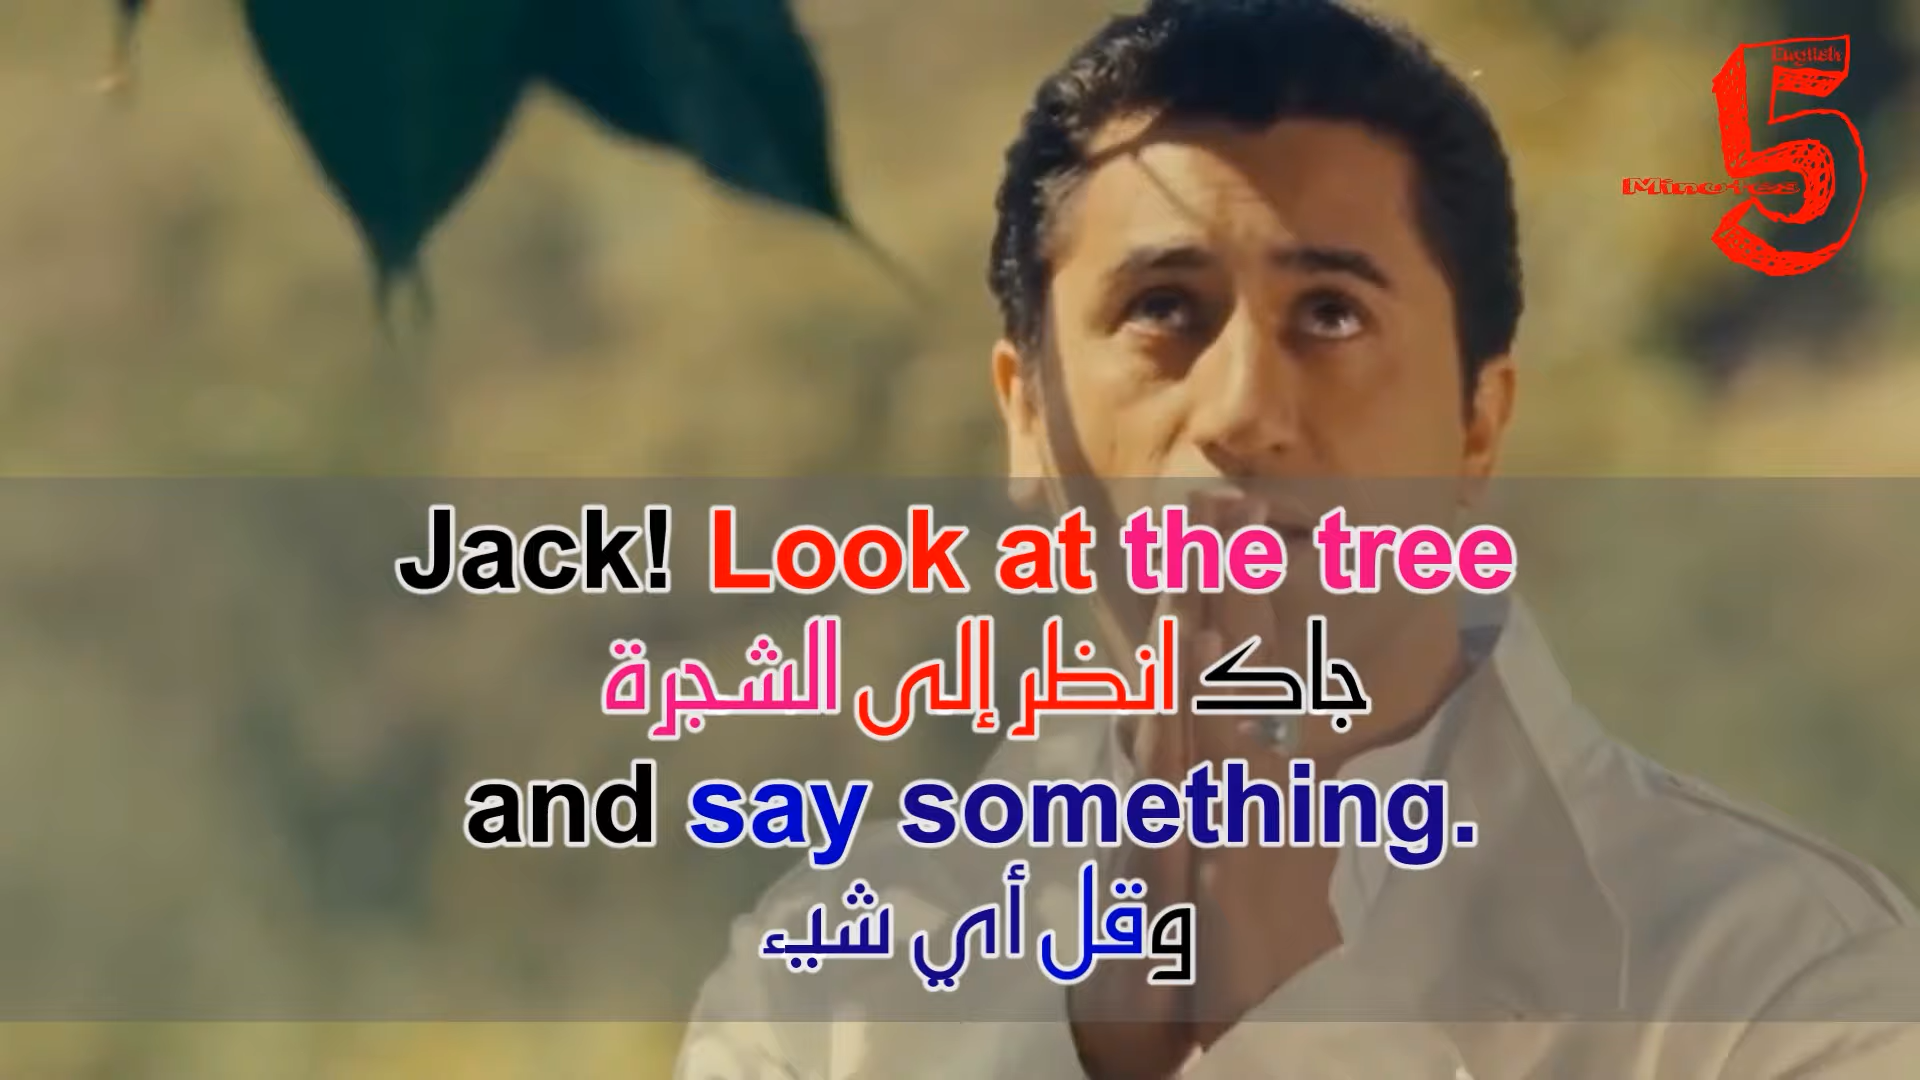 English
5
Minutes
Jack! Look at the tree
جاك انظر إلى الشجرة
and say something.
وقل أي شيء